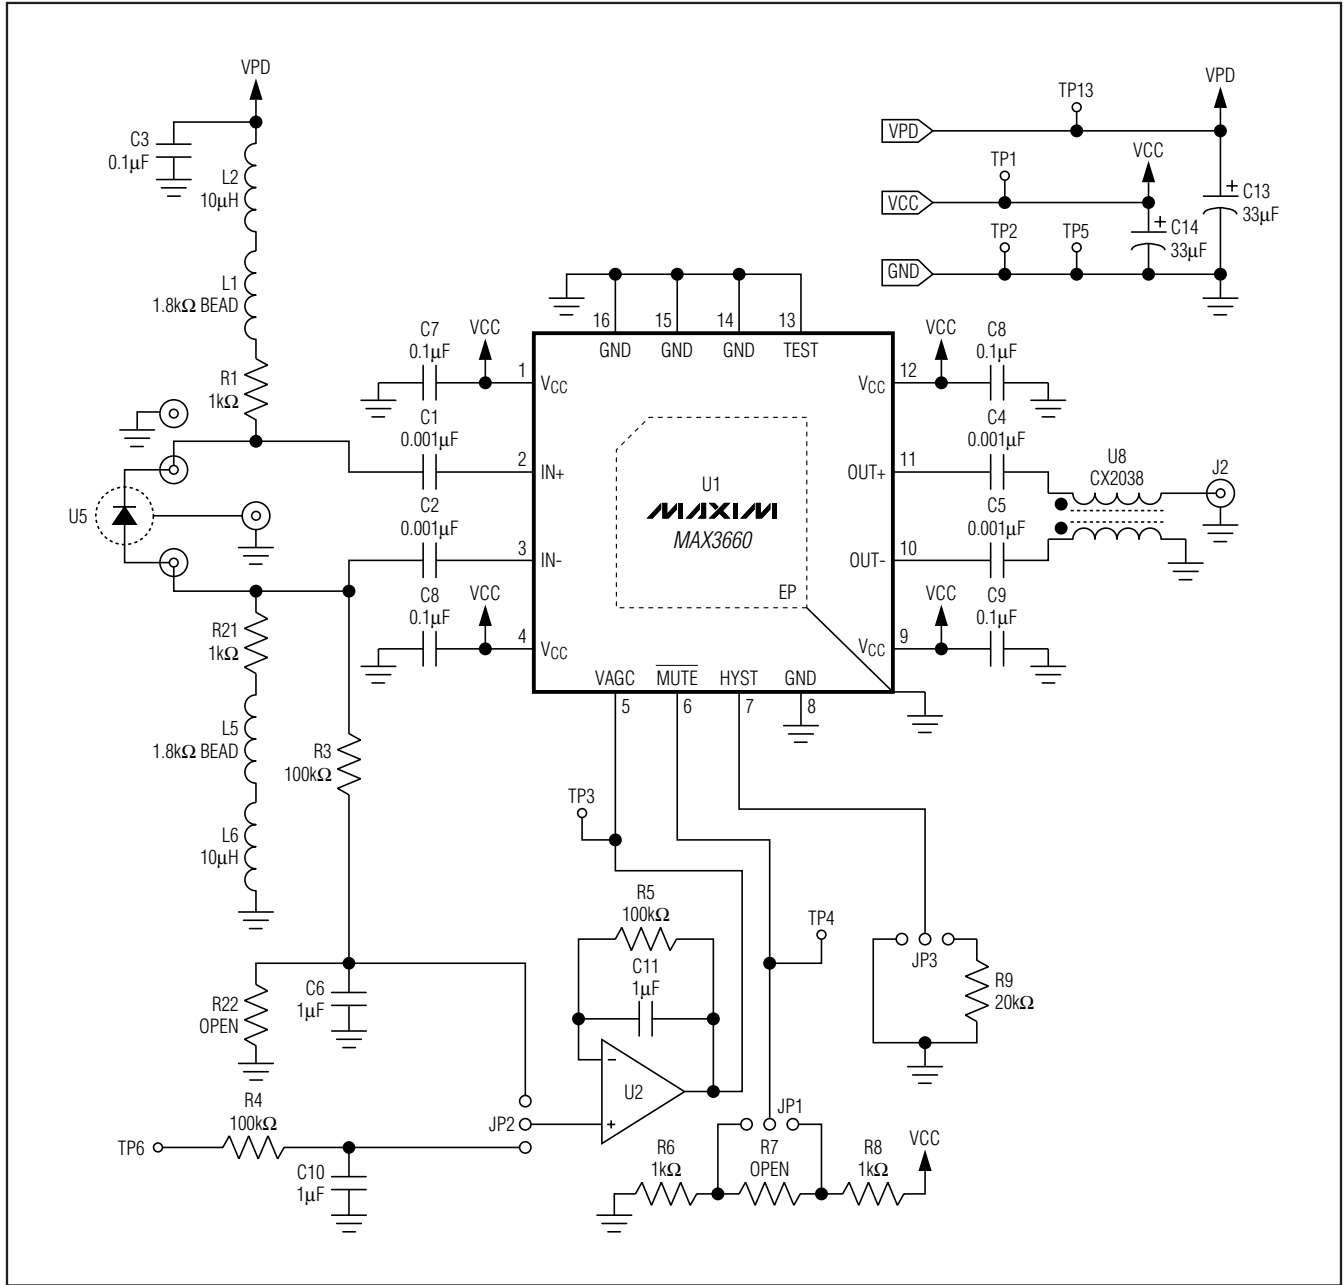 VPD
C3
0.1µF
L2
10µH
L1
1.8kΩ BEAD
R1
1kΩ
U5
R21
1kΩ
L5
1.8kΩ BEAD
L6
10µH
R3
100kΩ
R22
OPEN
C6
1µF
R4
100kΩ
TP6
C10
1µF
JP2
VPD
TP13
VPD
TP1
VCC
VCC
TP2
TP5
GND
+
C13
33µF
+
C14
33µF
C7
0.1µF
VCC
1
VCC
C1
0.001µF
2
IN+
C2
0.001µF
3
IN-
C8
0.1µF
VCC
4
VCC
16
15
14
13
GND
GND
GND
TEST
U1
MAXIM
MAX3660
EP
VCC
12
VCC
C8
0.1µF
OUT+
11
C4
0.001µF
U8
CX2038
J2
C5
0.001µF
OUT-
10
VCC
9
VCC
C9
0.1µF
VAGC
MUTE
HYST
GND
5
6
7
8
TP3
R5
100kΩ
C11
1µF
−
U2
+
TP4
JP3
R9
20kΩ
JP1
R6
1kΩ
R7
OPEN
R8
1kΩ
VCC